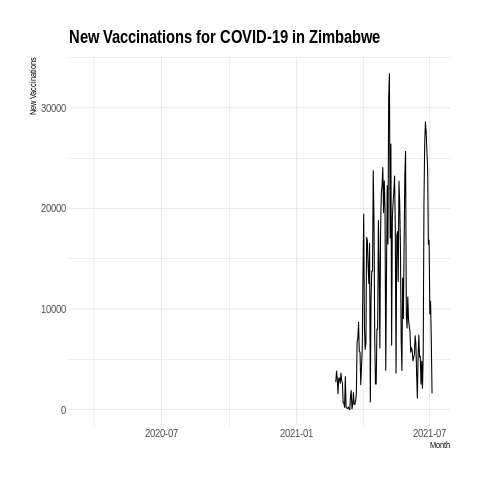 New Vaccinations for COVID-19 in Zimbabwe
New Vaccinations
30000
20000
10000
0
2020-07 2021-01 2021-07
Month